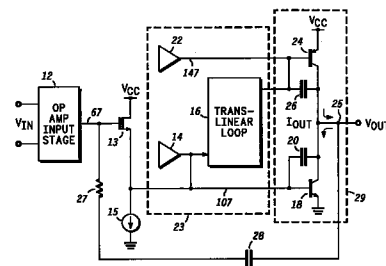 22
VCC
24
12
147
VCC
OP AMP INPUT STAGE
67
16
TRANS-LINEAR LOOP
26
25
VIN
13
14
IOUT
VOUT
20
27
18
15
107
23
29
28